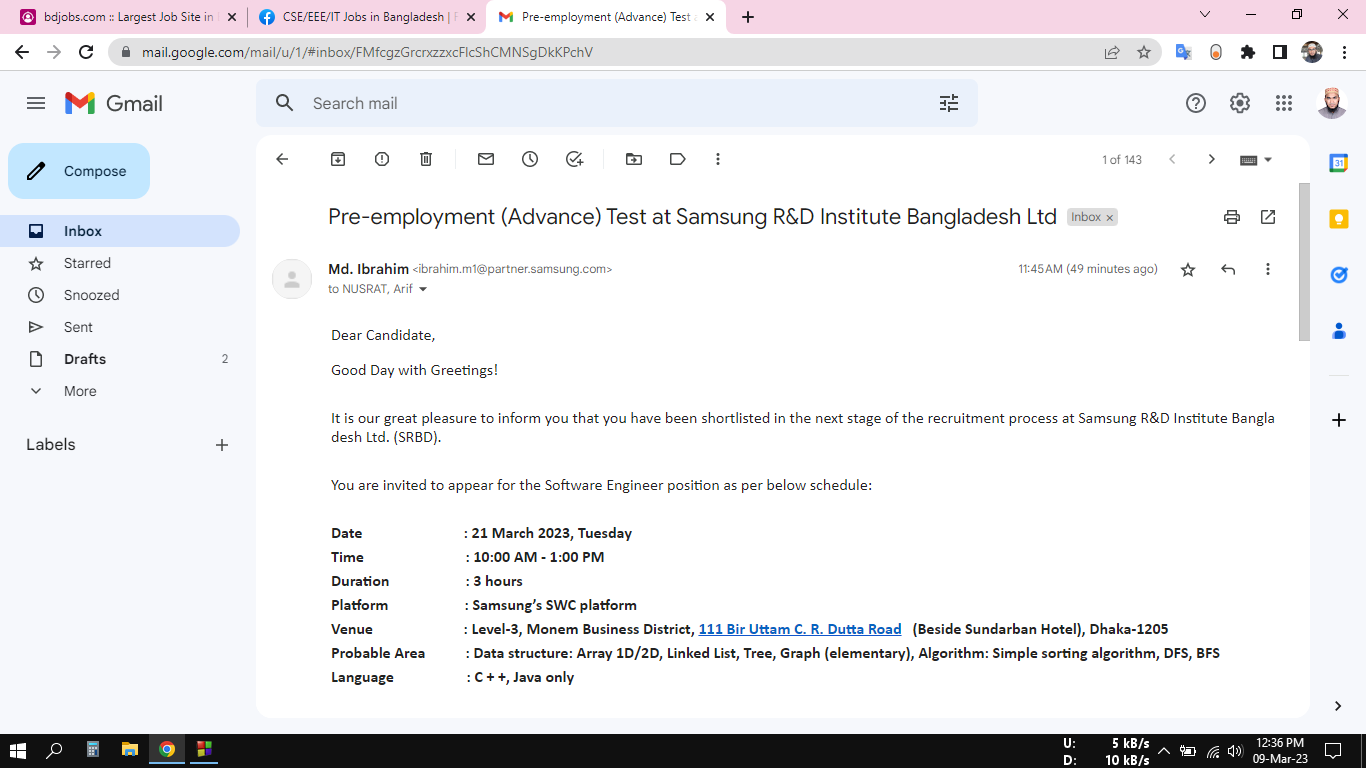 bdjobs.com :: Largest Job Site in
CSE/EEE/IT Jobs in Bangladesh | F
Pre-employment (Advance) Test a
mail.google.com/mail/u/1/#inbox/FMfcgzGrcrxzzxcFlcShCMNSgDkKPchV
Gmail
Search mail
Compose
1 of 143
Inbox
Starred
Snoozed
Sent
Drafts 2
More
Labels
31
Pre-employment (Advance) Test at Samsung R&D Institute Bangladesh Ltd Inbox ×
Md. Ibrahim <ibrahim.m1@partner.samsung.com> 11:45 AM (49 minutes ago)
to NUSRAT, Arif
Dear Candidate,
Good Day with Greetings!
It is our great pleasure to inform you that you have been shortlisted in the next stage of the recruitment process at Samsung R&D Institute Bangla
desh Ltd. (SRBD).
You are invited to appear for the Software Engineer position as per below schedule:
Date : 21 March 2023, Tuesday
Time : 10:00 AM - 1:00 PM
Duration : 3 hours
Platform : Samsung’s SWC platform
Venue : Level-3, Monem Business District, 111 Bir Uttam C. R. Dutta Road (Beside Sundarban Hotel), Dhaka-1205
Probable Area : Data structure: Array 1D/2D, Linked List, Tree, Graph (elementary), Algorithm: Simple sorting algorithm, DFS, BFS
Language : C + +, Java only
U: 5 kB/s
D: 10 kB/s
12:36 PM
09-Mar-23